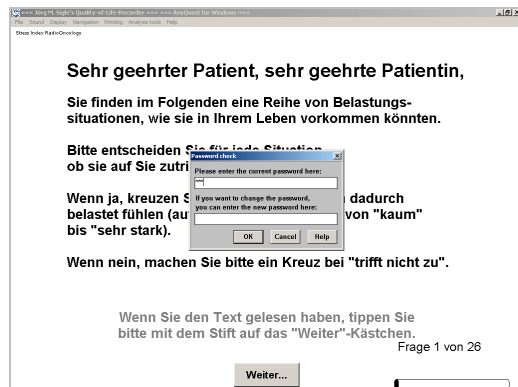 === Jörg M. Sigle's Quality-of-Life-Recorder === === AnyQuest for Windows ===
File Sound Display Navigation Printing Analysis tools Help
Stress Index RadioOncology
Sehr geehrter Patient, sehr geehrte Patientin,
Sie finden im Folgenden eine Reihe von Belastungs-
situationen, wie sie in Ihrem Leben vorkommen könnten.
Bitte entscheiden Sie für jede Situation,
ob sie auf Sie zutri
Password check
Please enter the current password here:
***
If you want to change the password,
you can enter the new password here:
OK Cancel Help
Wenn ja, kreuzen S dadurch
belastet fühlen (au von "kaum"
bis "sehr stark).
Wenn nein, machen Sie bitte ein Kreuz bei "trifft nicht zu".
Wenn Sie den Text gelesen haben, tippen Sie
bitte mit dem Stift auf das "Weiter"-Kästchen.
Frage 1 von 26
Weiter...